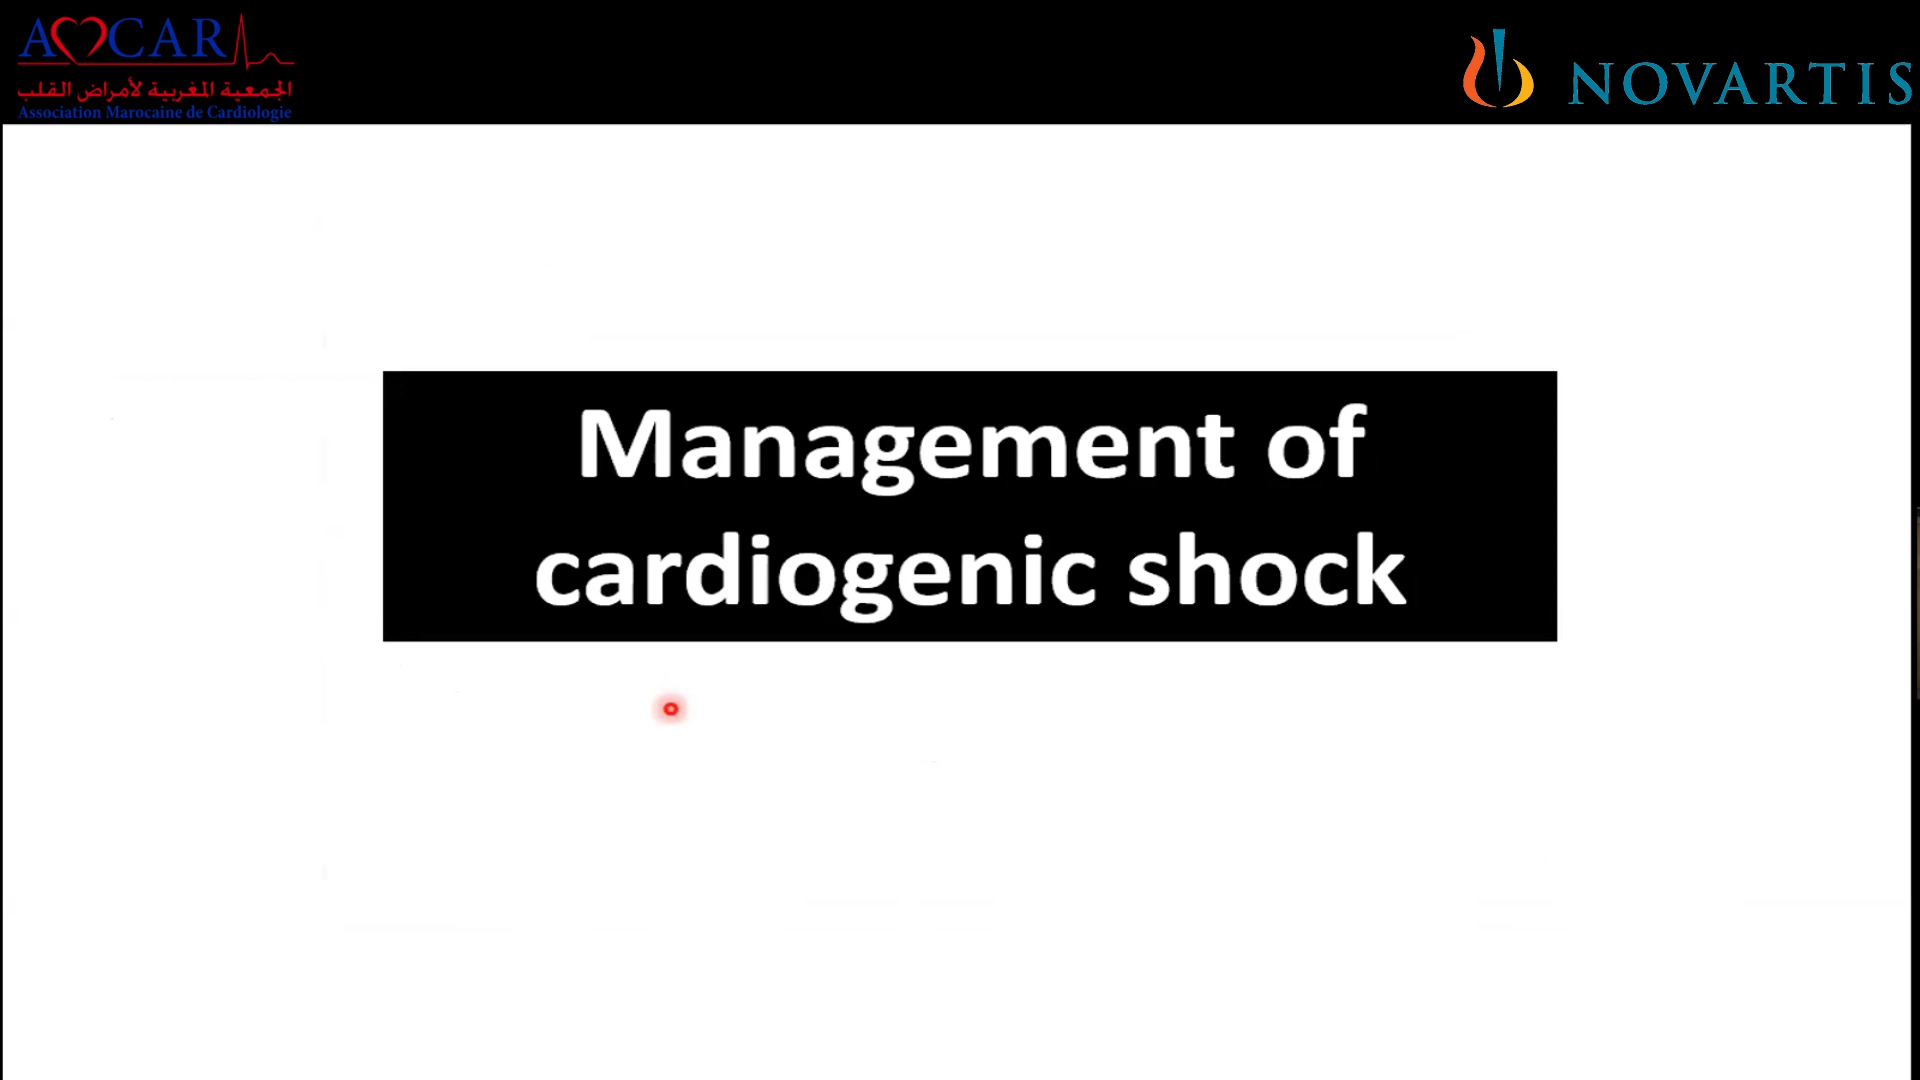 AMCAR
الجمعية المغربية لأمراض القلب
Association Marocaine de Cardiologie
NOVARTIS
Management of
cardiogenic shock